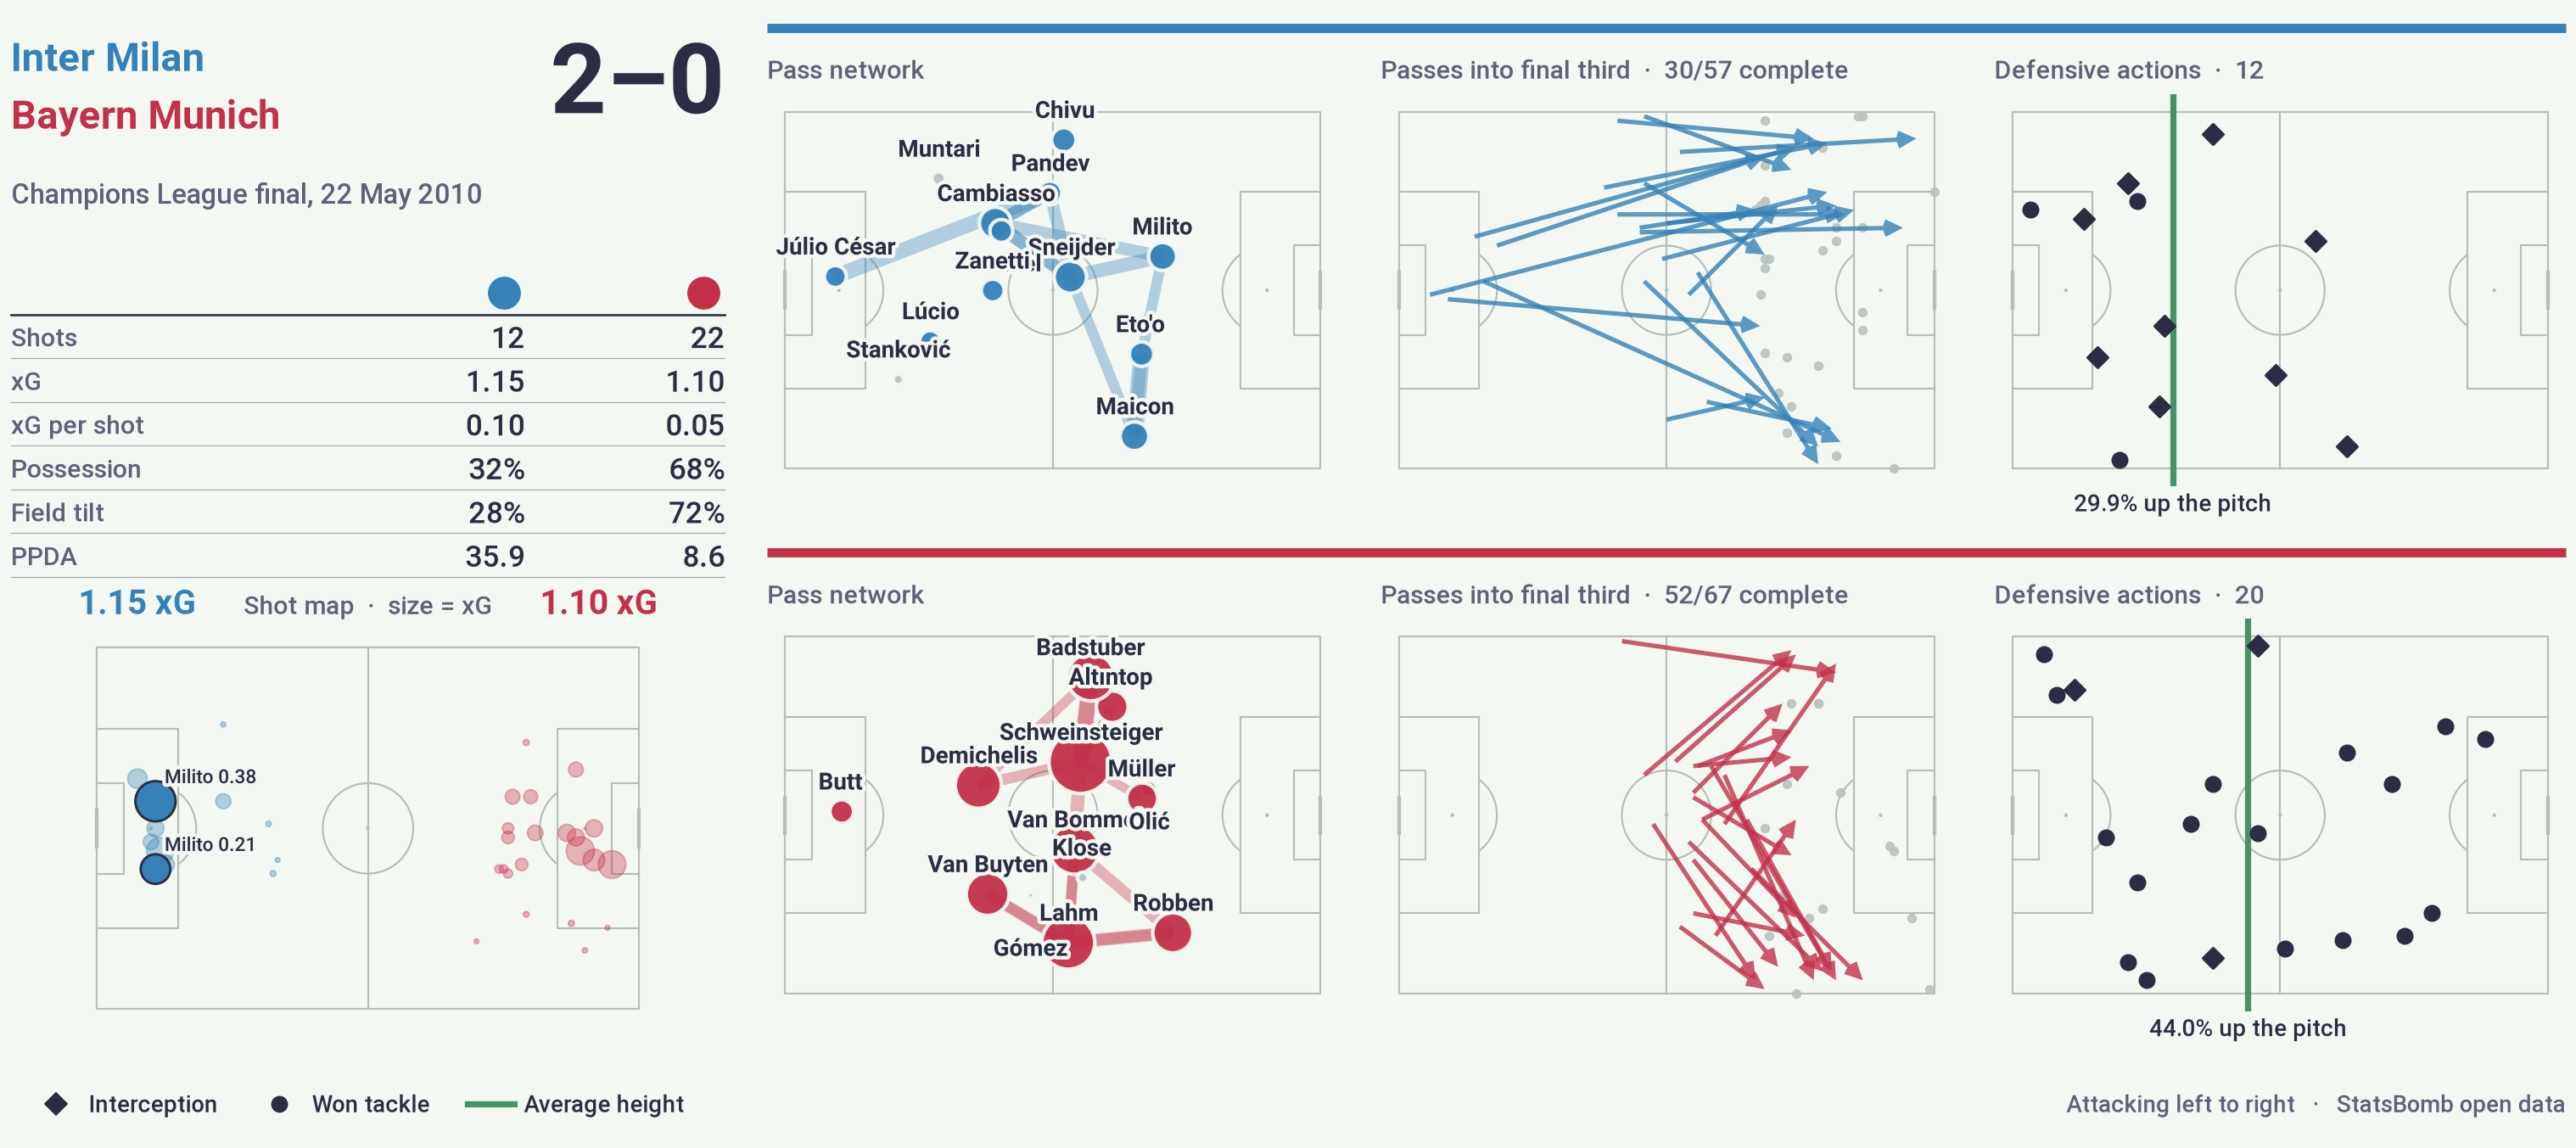 Inter Milan
2–0
Bayern Munich
Champions League final, 22 May 2010
Shots 12 22
xG 1.15 1.10
xG per shot 0.10 0.05
Possession 32% 68%
Field tilt 28% 72%
PPDA 35.9 8.6
1.15 xG Shot map · size = xG 1.10 xG
Milito 0.38
Milito 0.21
Interception Won tackle Average height
Pass network
Chivu
Muntari
Pandev
Cambiasso
Milito
Júlio César
Sneijder
Zanetti
Lúcio
Eto'o
Stanković
Maicon
Passes into final third · 30/57 complete
Defensive actions · 12
29.9% up the pitch
Pass network
Badstuber
Altıntop
Schweinsteiger
Demichelis
Müller
Butt
Van Bomm
Olić
Klose
Van Buyten
Robben
Lahm
Gómez
Passes into final third · 52/67 complete
Defensive actions · 20
44.0% up the pitch
Attacking left to right · StatsBomb open data